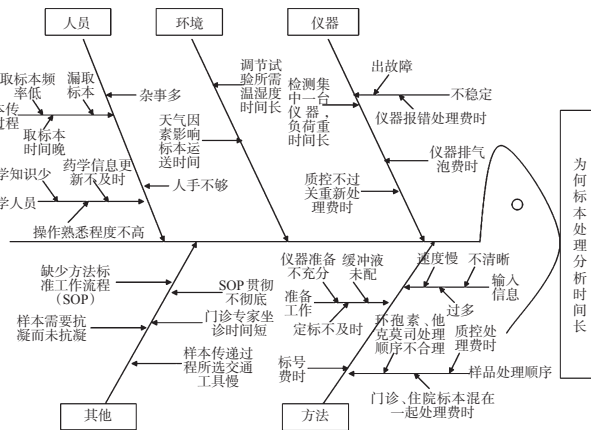 人员
环境
仪器
取标本频
率低
漏取
标本
杂事多
本传
过程
取标本
时间晚
药学信息更
新不及时
学知识少
学人员
人手不够
操作熟悉程度不高
调节试
验所需
温湿度
时间长
天气因
素影响
标本运
送时间
检测集
中一台
仪器，
负荷重
时间长
出故障
不稳定
仪器报错处理费时
仪器排气
泡费时
质控不过
关重新处
理费时
为何标本处理分析时间长
缺少方法标
准工作流程
（SOP）
SOP贯彻
不彻底
样本需要抗
凝而未抗凝
门诊专家坐
诊时间短
样本传递过
程所选交通
工具慢
仪器准备
不充分
缓冲液
未配
准备
工作
定标不及时
速度慢
不清晰
输入
信息
过多
环孢素、他
克莫司处理
顺序不合理
质控处
理费时
标号
费时
样品处理顺序
门诊、住院标本混在
一起处理费时
其他
方法